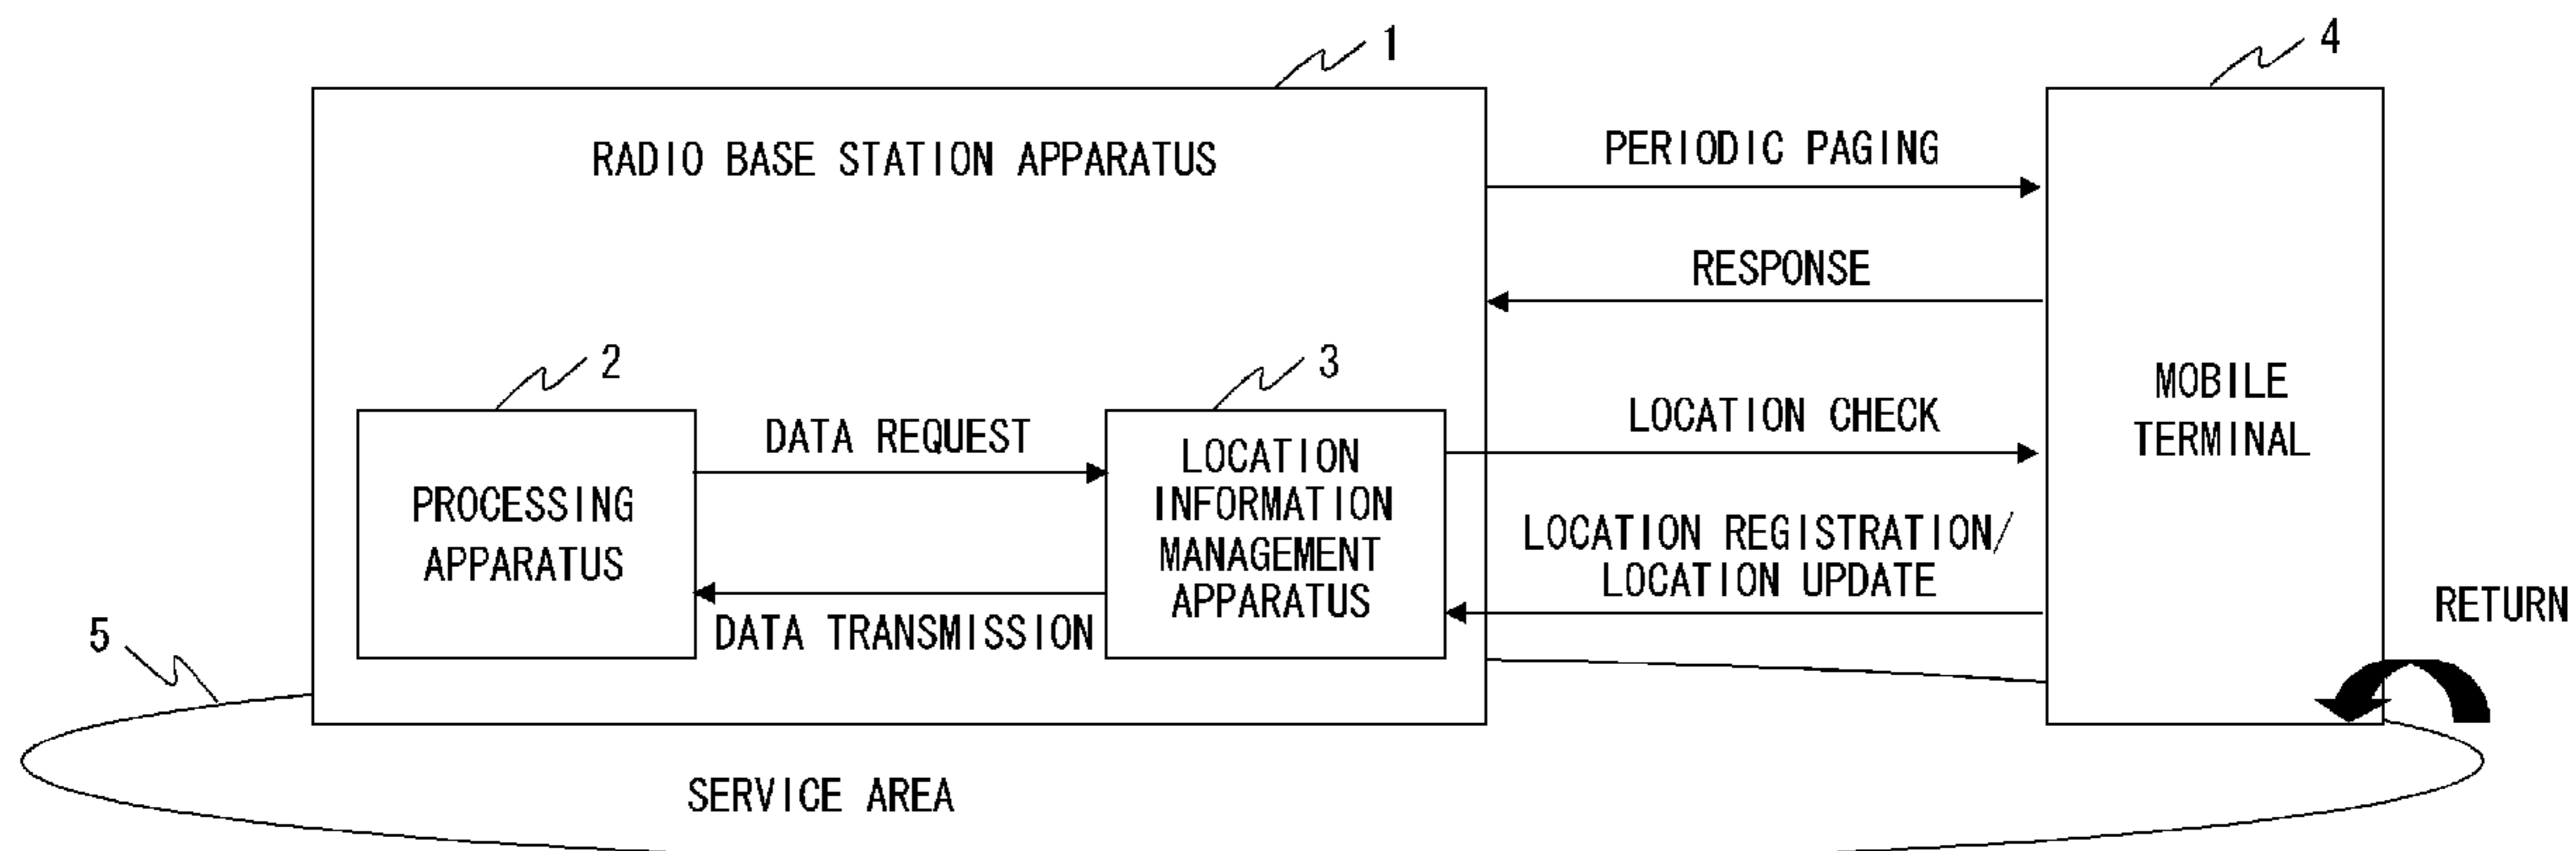 1
4
RADIO BASE STATION APPARATUS
PERIODIC PAGING
RESPONSE
2
3
DATA REQUEST
LOCATION CHECK
MOBILE
TERMINAL
PROCESSING
APPARATUS
LOCATION
INFORMATION
MANAGEMENT
APPARATUS
LOCATION REGISTRATION/
LOCATION UPDATE
DATA TRANSMISSION
RETURN
5
SERVICE AREA